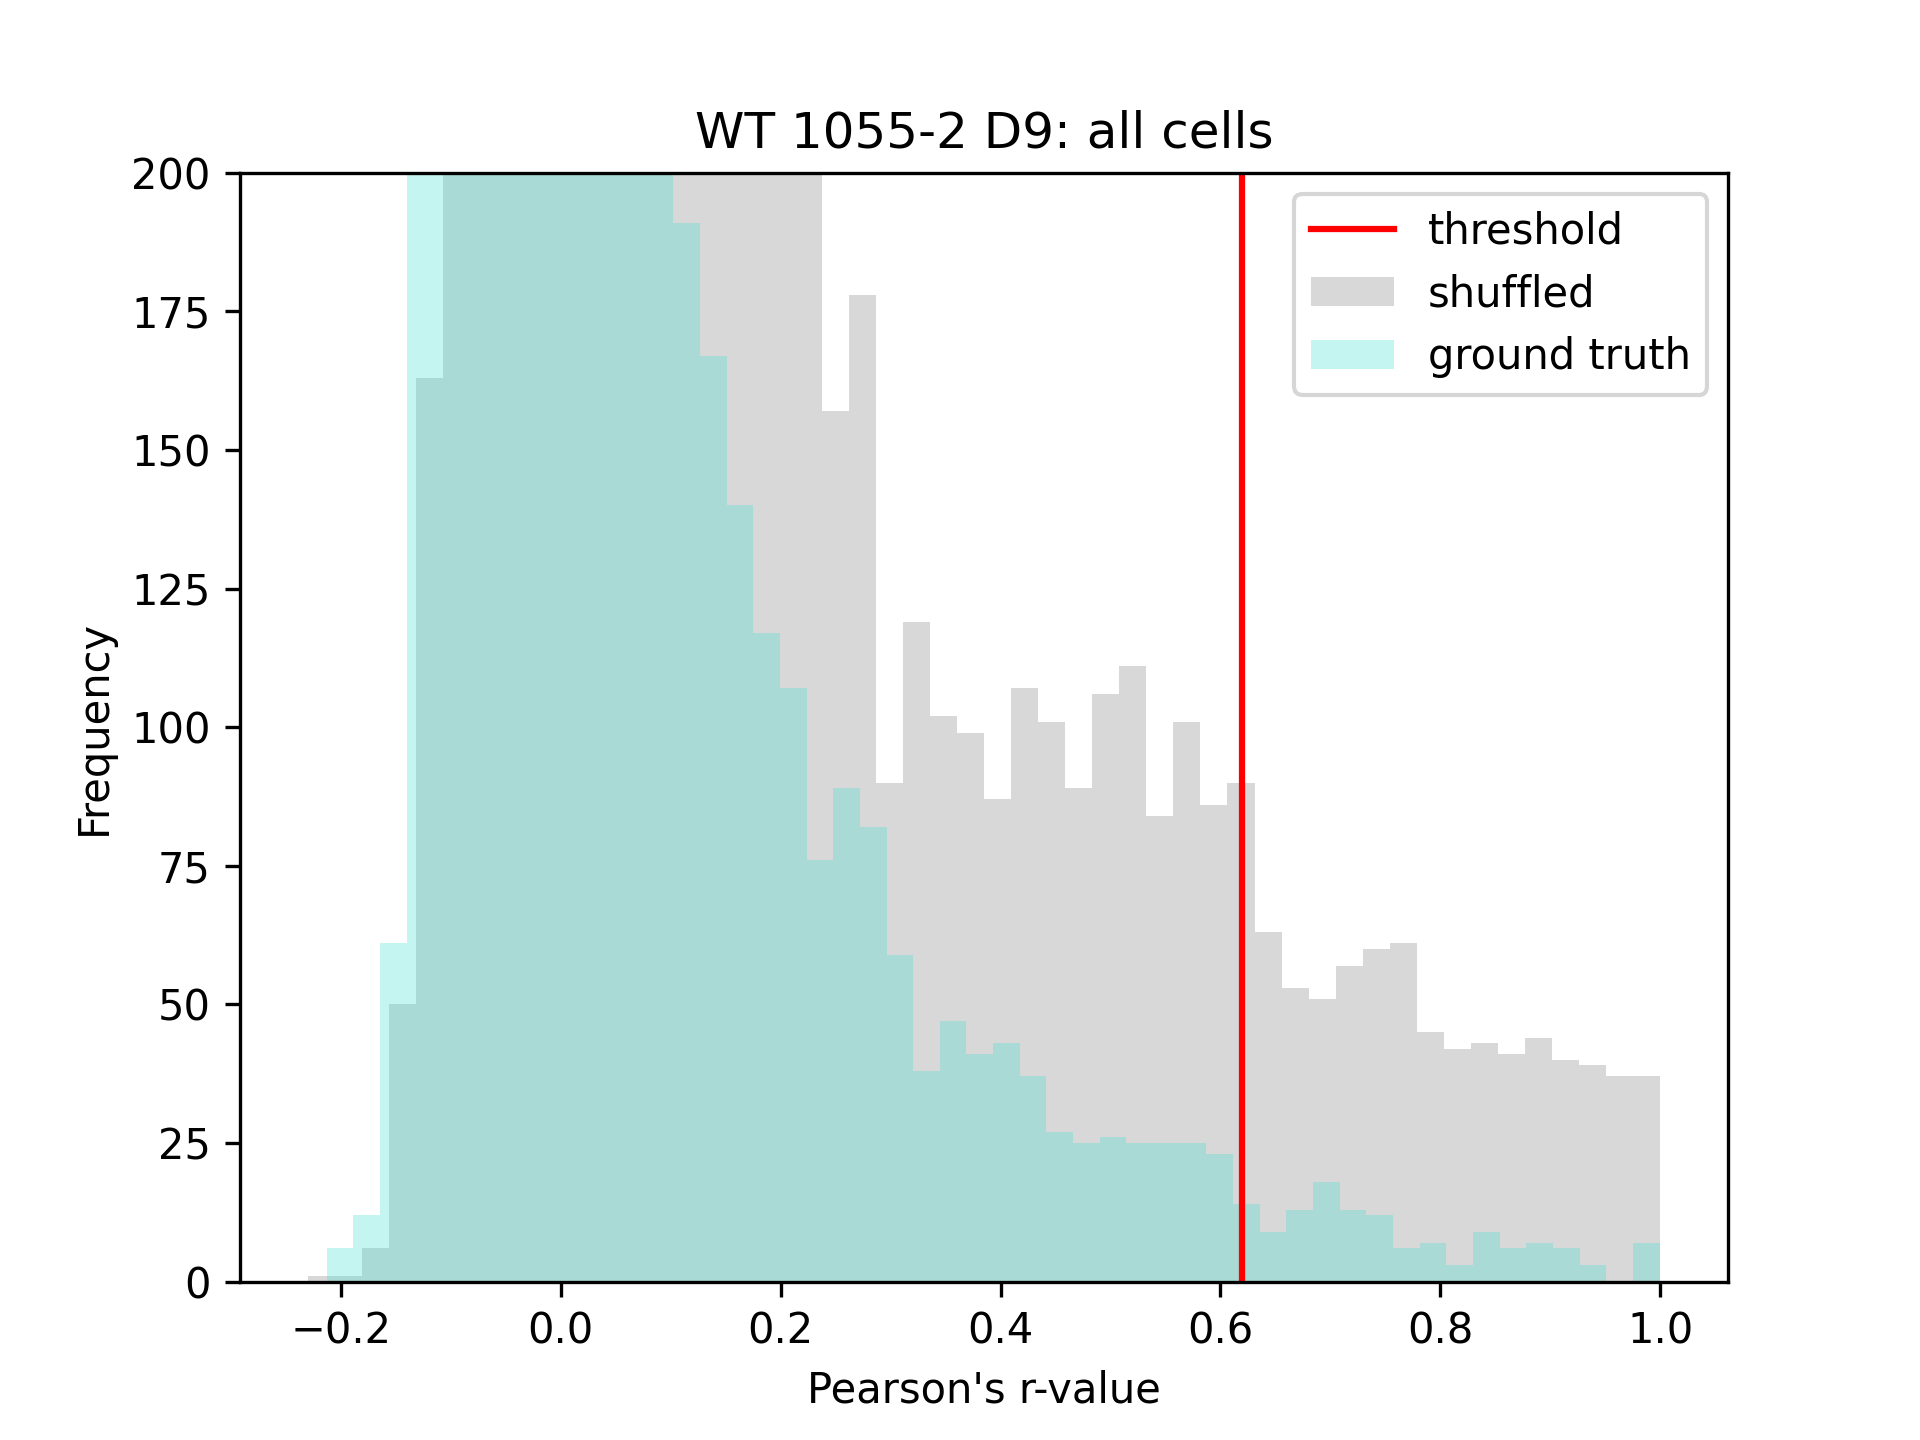 WT 1055-2 D9: all cells
200
175
150
125
100
75
50
25
0
Frequency
threshold
shuffled
ground truth
−0.2 0.0 0.2 0.4 0.6 0.8 1.0
Pearson's r-value